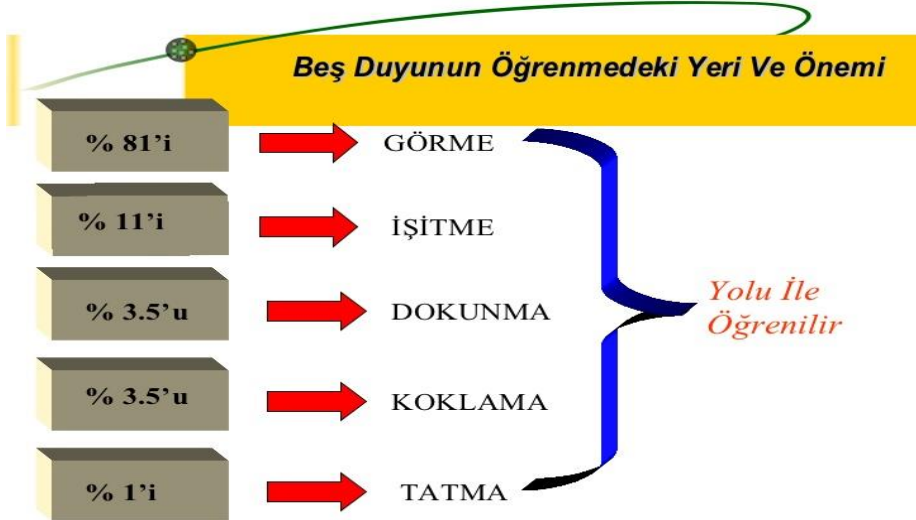 Beş Duyunun Öğrenmedeki Yeri Ve Önemi
% 81’i GÖRME
% 11’i İŞİTME
% 3.5’u DOKUNMA
% 3.5’u KOKLAMA
% 1’i TATMA
Yolu İle
Öğrenilir